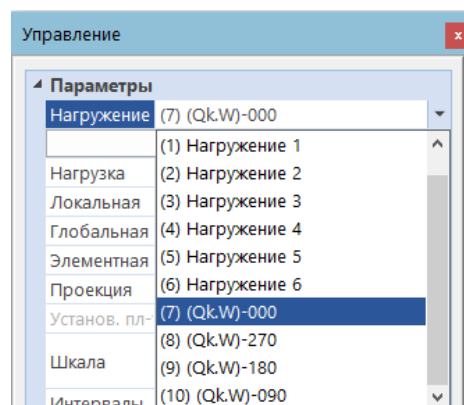 Управление
x
Параметры
Нагружение (7) (Qk.W)-000
(1) Нагружение 1
Нагрузка (2) Нагружение 2
Локальная (3) Нагружение 3
Глобальная (4) Нагружение 4
Элементная (5) Нагружение 5
Проекция (6) Нагружение 6
Установ. пл- (7) (Qk.W)-000
(8) (Qk.W)-270
Шкала (9) (Qk.W)-180
Интервалы (10) (Qk.W)-090